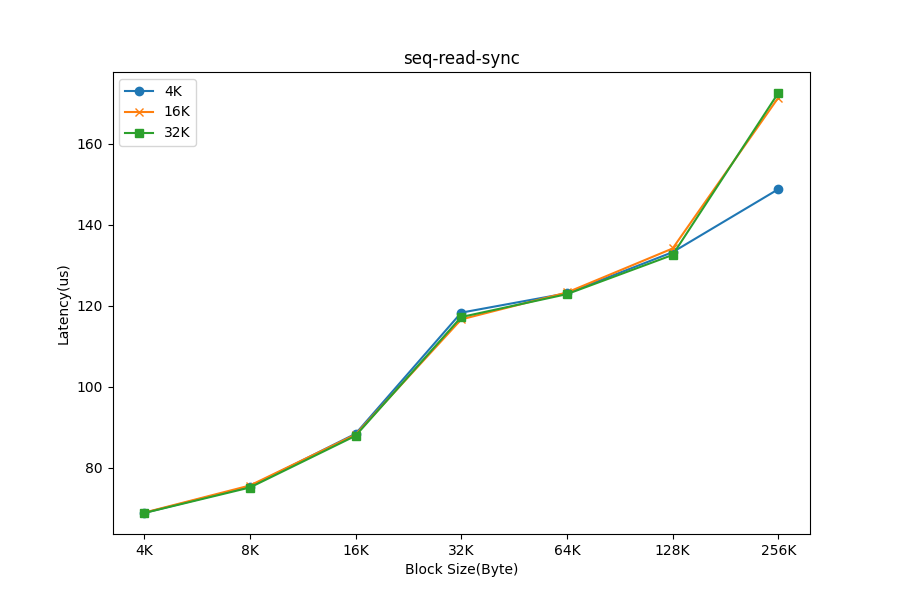 seq-read-sync
4K
16K
32K
160
140
120
100
80
Latency(us)
4K 8K 16K 32K 64K 128K 256K
Block Size(Byte)